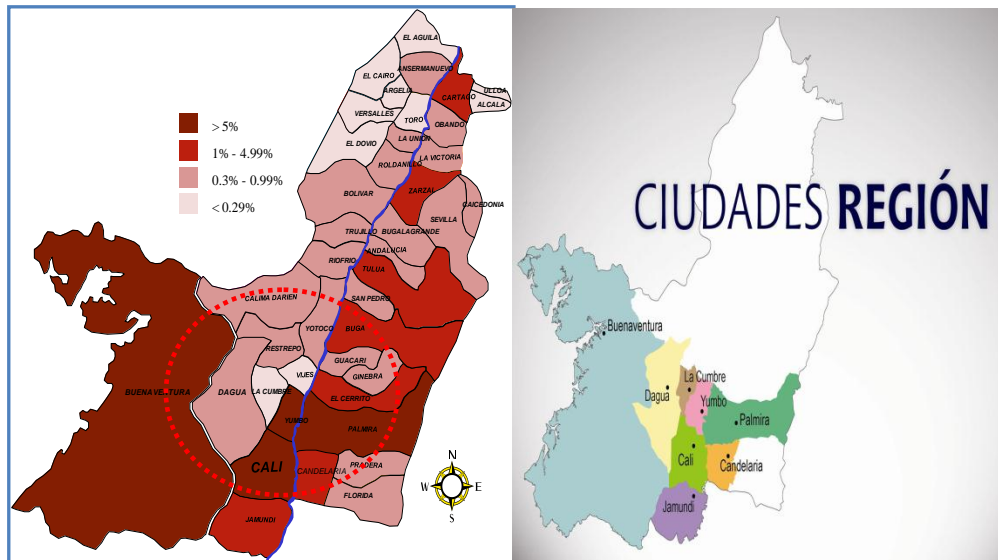 EL AGUILA
ANSERMANUEVO
EL CAIRO
ARGELIA
CARTAGO
ULLOA
ALCALA
VERSALLES
TORO
OBANDO
EL DOVIO
LA UNION
LA VICTORIA
ROLDANILLO
BOLIVAR
ZARZAL
CAICEDONIA
SEVILLA
TRUJILLO
BUGALAGRANDE
ANDALUCIA
RIOFRIO
TULUA
CALIMA DARIEN
SAN PEDRO
YOTOCO
BUGA
RESTREPO
GUACARI
VIJES
GINEBRA
BUENAVENTURA
DAGUA
LA CUMBRE
EL CERRITO
YUMBO
PALMIRA
CALI
CANDELARIA
PRADERA
FLORIDA
JAMUNDI
> 5%
1% - 4.99%
0.3% - 0.99%
< 0.29%
N
W
E
S
CIUDADES REGIÓN
Buenaventura
La Cumbre
Dagua
Yumbo
Palmira
Cali
Candelaria
Jamundí